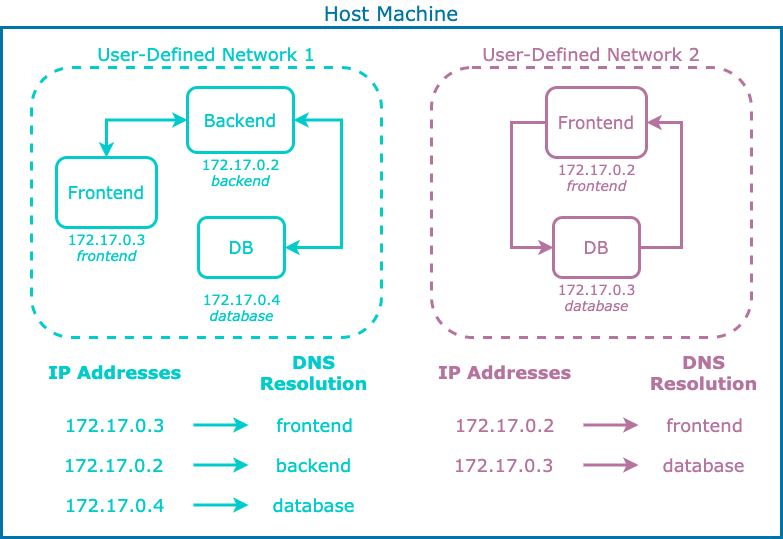 Host Machine
User-Defined Network 1
Backend
172.17.0.2
backend
Frontend
172.17.0.3
frontend
DB
172.17.0.4
database
User-Defined Network 2
Frontend
172.17.0.2
frontend
DB
172.17.0.3
database
IP Addresses
DNS
Resolution
172.17.0.3
frontend
172.17.0.2
backend
172.17.0.4
database
IP Addresses
DNS
Resolution
172.17.0.2
frontend
172.17.0.3
database